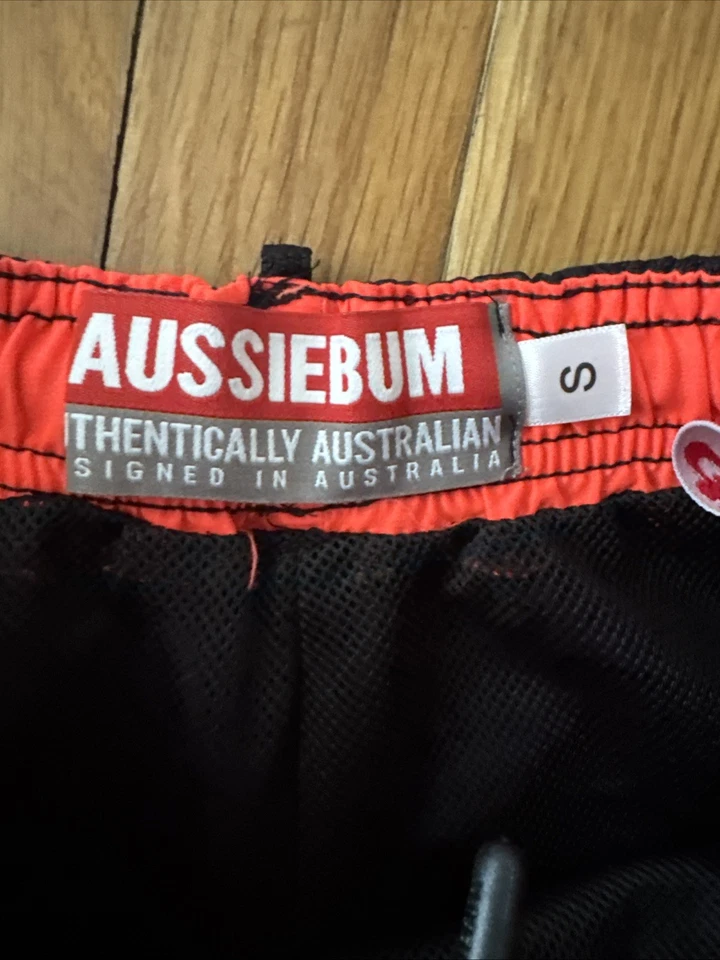 AUSSIEBUM
THENTICALLY AUSTRALIAN
SIGNED IN AUSTRALIA
S